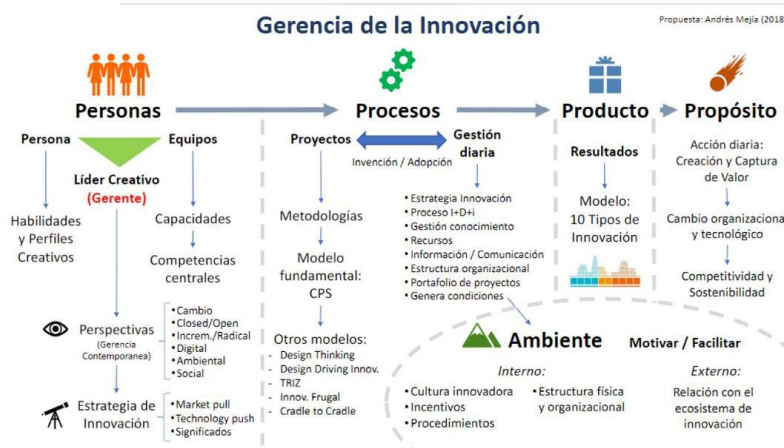 Gerencia de la Innovación
Propuesta: Andrés Mejía (2018
Personas
Procesos
Producto
Propósito
Persona
Equipos
Líder Creativo
(Gerente)
Habilidades
y Perfiles
Creativos
Capacidades
Competencias
centrales
Perspectivas
(Gerencia
Contemporanea)
•Cambio
•Closed/Open
•Increm./Radical
•Digital
•Ambiental
•Social
Estrategia de
Innovación
•Market pull
•Technology push
•Significados
Proyectos
Gestión
diaria
Invención / Adopción
Metodologías
Modelo
fundamental:
CPS
Otros modelos:
- Design Thinking
- Design Driving Innov.
- TRIZ
- Innov. Frugal
- Cradle to Cradle
•Estrategia Innovación
•Proceso I+D+i
•Gestión conocimiento
•Recursos
•Información / Comunicación
•Estructura organizacional
•Portafolio de proyectos
•Genera condiciones
Resultados
Modelo:
10 Tipos de
Innovación
Acción diaria:
Creación y Captura
de Valor
Cambio organizaciona
y tecnológico
Competitividad y
Sostenibilidad
Ambiente
Motivar / Facilitar
Interno:
•Cultura innovadora
•Incentivos
•Procedimientos
•Estructura física
y organizacional
Externo:
Relación con el
ecosistema de
innovación